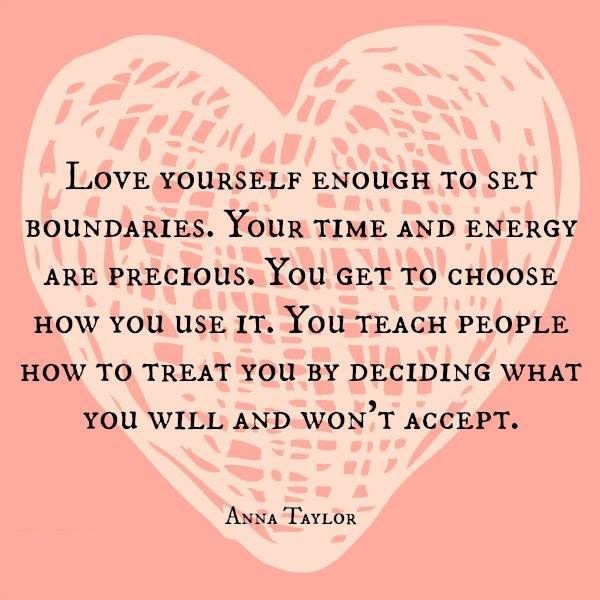 Love yourself enough to set
boundaries. Your time and energy
are precious. You get to choose
how you use it. You teach people
how to treat you by deciding what
you will and won't accept.
Anna Taylor